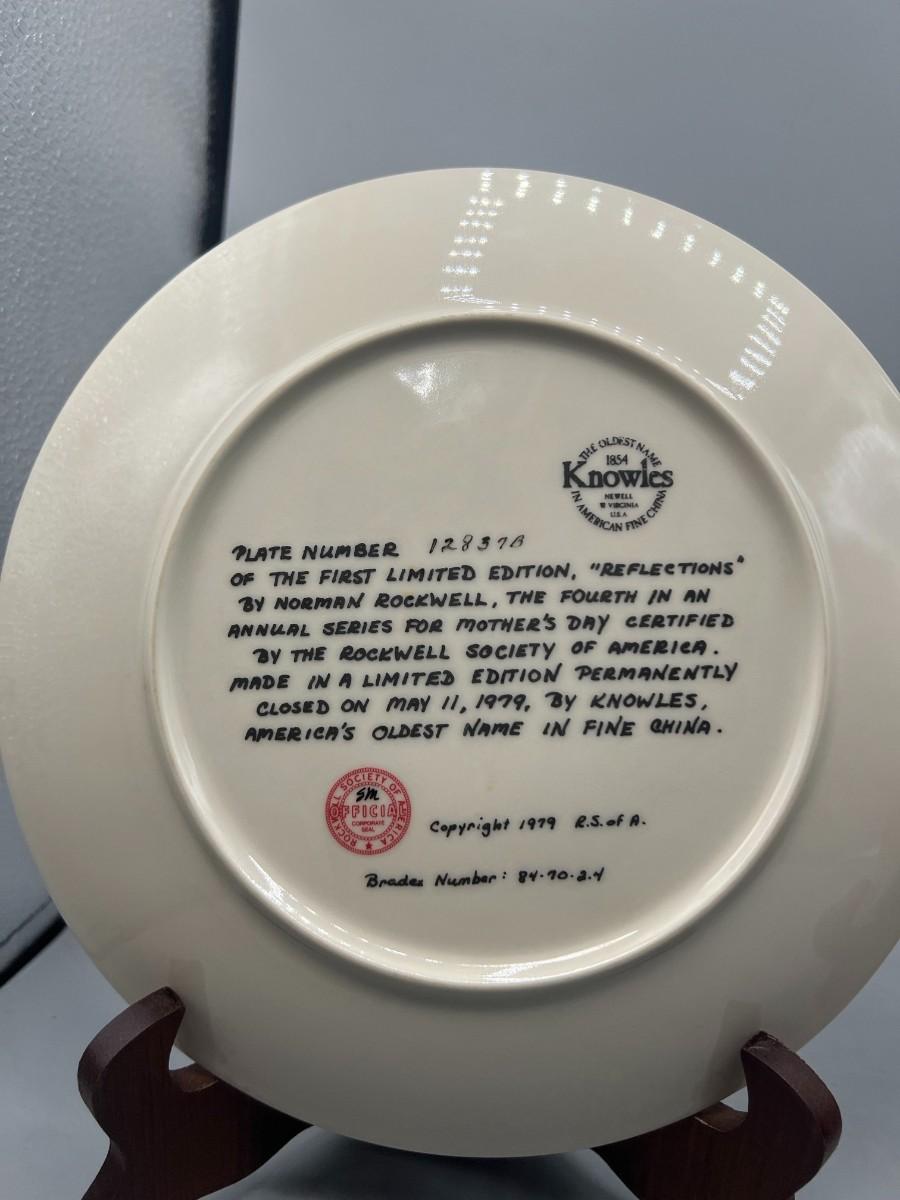 THE OLDEST NAME
1854
Knowles
NEWELL
W VIRGINIA
U.S.A
IN AMERICAN FINE CHINA
PLATE NUMBER 12837B
OF THE FIRST LIMITED EDITION, "REFLECTIONS"
BY NORMAN ROCKWELL, THE FOURTH IN AN
ANNUAL SERIES FOR MOTHER'S DAY CERTIFIED
BY THE ROCKWELL SOCIETY OF AMERICA.
MADE IN A LIMITED EDITION PERMANENTLY
CLOSED ON MAY 11, 1979, BY KNOWLES,
AMERICA'S OLDEST NAME IN FINE CHINA.
ROCKWELL SOCIETY OF AMERICA
SM
OFFICIAL
CORPORATE
SEAL
Copyright 1979 R.S.of A.
Bradex Number: 84-70-2.4